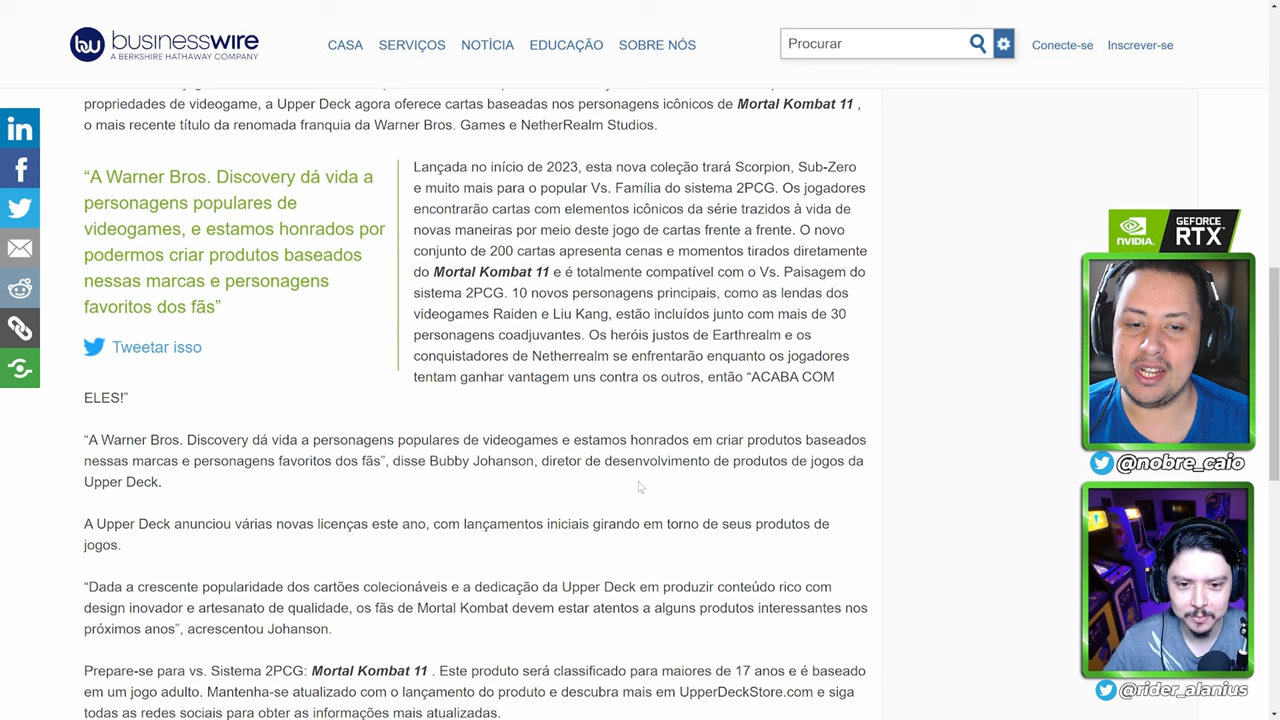 businesswire
A BERKSHIRE HATHAWAY COMPANY
CASA SERVIÇOS NOTÍCIA EDUCAÇÃO SOBRE NÓS
Procurar
Conecte-se Inscrever-se
propriedades de videogame, a Upper Deck agora oferece cartas baseadas nos personagens icônicos de Mortal Kombat 11 ,
o mais recente título da renomada franquia da Warner Bros. Games e NetherRealm Studios.
“A Warner Bros. Discovery dá vida a
personagens populares de
videogames, e estamos honrados por
podermos criar produtos baseados
nessas marcas e personagens
favoritos dos fãs”
Tweetar isso
Lançada no início de 2023, esta nova coleção trará Scorpion, Sub-Zero
e muito mais para o popular Vs. Família do sistema 2PCG. Os jogadores
encontrarão cartas com elementos icônicos da série trazidos à vida de
novas maneiras por meio deste jogo de cartas frente a frente. O novo
conjunto de 200 cartas apresenta cenas e momentos tirados diretamente
do Mortal Kombat 11 e é totalmente compatível com o Vs. Paisagem do
sistema 2PCG. 10 novos personagens principais, como as lendas dos
videogames Raiden e Liu Kang, estão incluídos junto com mais de 30
personagens coadjuvantes. Os heróis justos de Earthrealm e os
conquistadores de Netherrealm se enfrentarão enquanto os jogadores
tentam ganhar vantagem uns contra os outros, então “ACABA COM
ELES!”
“A Warner Bros. Discovery dá vida a personagens populares de videogames e estamos honrados em criar produtos baseados
nessas marcas e personagens favoritos dos fãs”, disse Bubby Johanson, diretor de desenvolvimento de produtos de jogos da
Upper Deck.
A Upper Deck anunciou várias novas licenças este ano, com lançamentos iniciais girando em torno de seus produtos de
jogos.
“Dada a crescente popularidade dos cartões colecionáveis e a dedicação da Upper Deck em produzir conteúdo rico com
design inovador e artesanato de qualidade, os fãs de Mortal Kombat devem estar atentos a alguns produtos interessantes nos
próximos anos”, acrescentou Johanson.
Prepare-se para vs. Sistema 2PCG: Mortal Kombat 11 . Este produto será classificado para maiores de 17 anos e é baseado
em um jogo adulto. Mantenha-se atualizado com o lançamento do produto e descubra mais em UpperDeckStore.com e siga
todas as redes sociais para obter as informações mais atualizadas.
NVIDIA.
GEFORCE
RTX
@nobre_caio
@rider_alanius